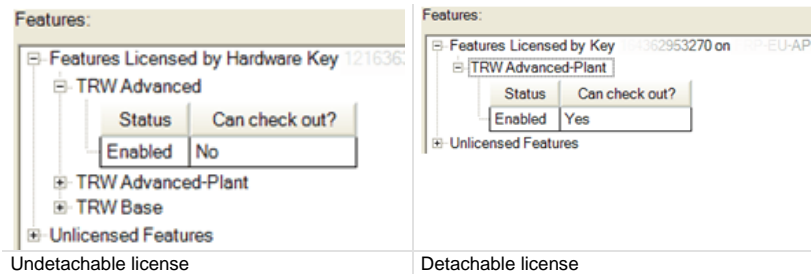 Features:
Features Licensed by Hardware Key
TRW Advanced
Status Can check out?
Enabled No
TRW Advanced-Plant
TRW Base
Unlicensed Features
Undetachable license
Features:
Features Licensed by Key 362953270 on
TRW Advanced-Plant
Status Can check out?
Enabled Yes
Unlicensed Features
Detachable license